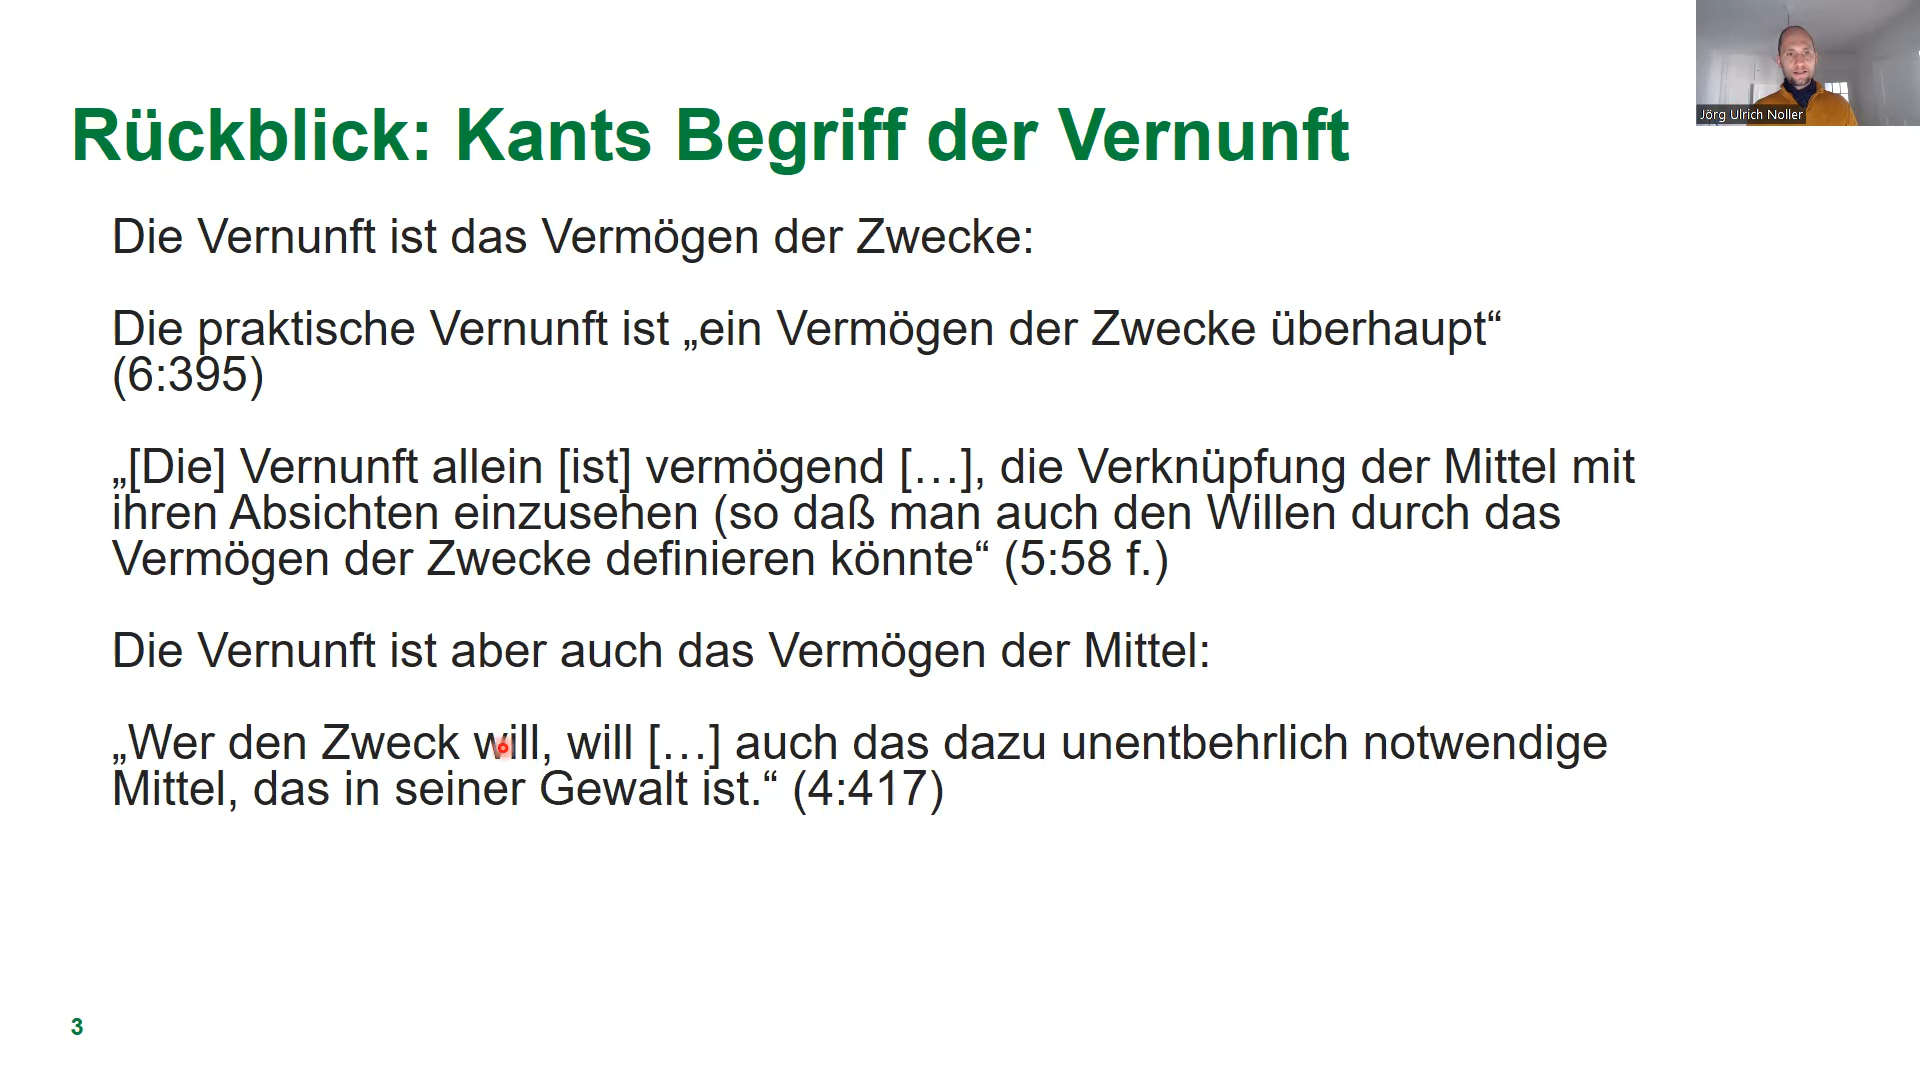 Jörg Ulrich Noller
Rückblick: Kants Begriff der Vernunft
Die Vernunft ist das Vermögen der Zwecke:
Die praktische Vernunft ist „ein Vermögen der Zwecke überhaupt“
(6:395)
„[Die] Vernunft allein [ist] vermögend […], die Verknüpfung der Mittel mit
ihren Absichten einzusehen (so daß man auch den Willen durch das
Vermögen der Zwecke definieren könnte“ (5:58 f.)
Die Vernunft ist aber auch das Vermögen der Mittel:
„Wer den Zweck will, will […] auch das dazu unentbehrlich notwendige
Mittel, das in seiner Gewalt ist.“ (4:417)
3